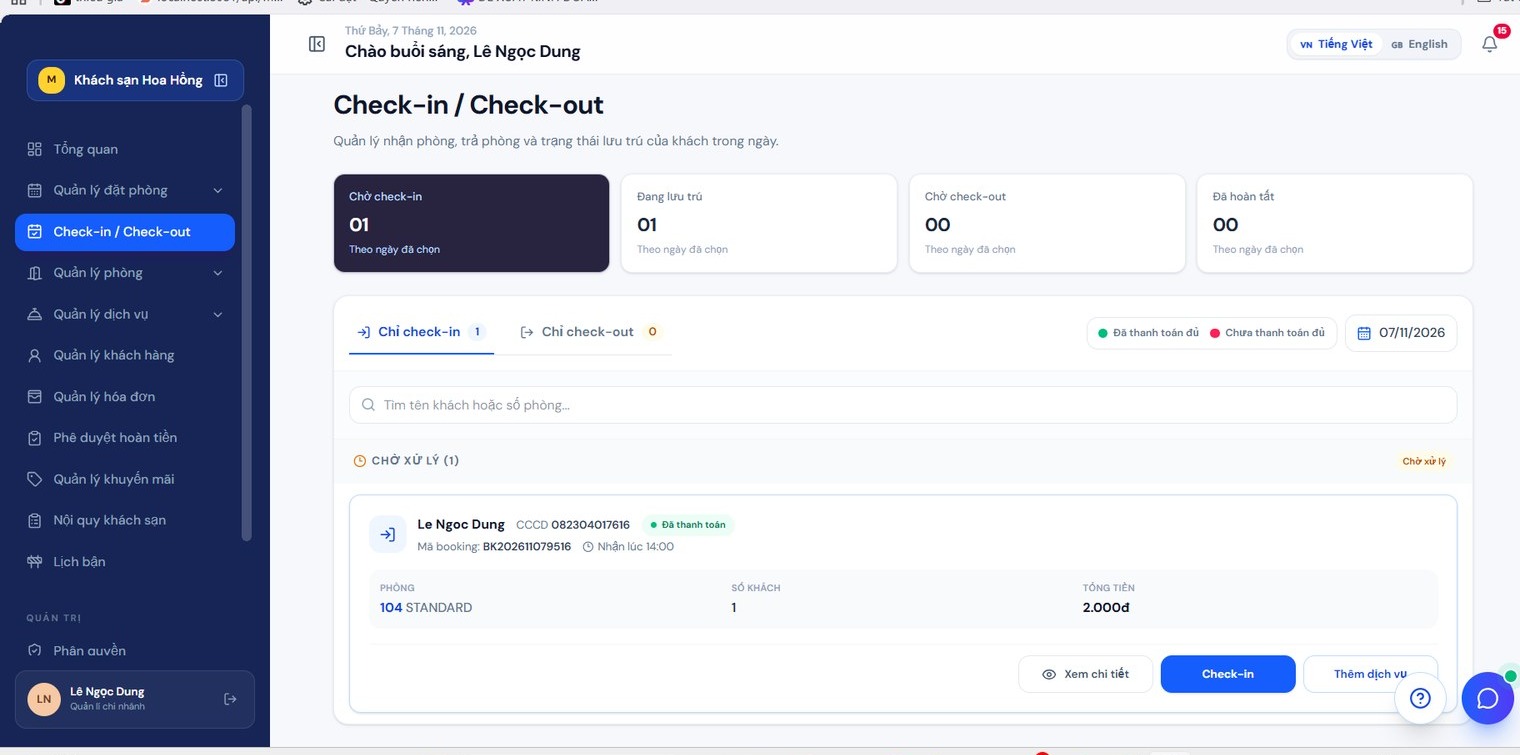 Khách sạn Hoa Hồng
M
Tổng quan
Quản lý đặt phòng
Check-in / Check-out
Quản lý phòng
Quản lý dịch vụ
Quản lý khách hàng
Quản lý hóa đơn
Phê duyệt hoàn tiền
Quản lý khuyến mãi
Nội quy khách sạn
Lịch bận
QUẢN TRỊ
Phân quyền
LN
Lê Ngọc Dung
Quản lí chi nhánh
Thứ Bảy, 7 Tháng 11, 2026
Chào buổi sáng, Lê Ngọc Dung
VN Tiếng Việt GB English
15
Check-in / Check-out
Quản lý nhận phòng, trả phòng và trạng thái lưu trú của khách trong ngày.
Chờ check-in
01
Theo ngày đã chọn
Đang lưu trú
01
Theo ngày đã chọn
Chờ check-out
00
Theo ngày đã chọn
Đã hoàn tất
00
Theo ngày đã chọn
Chỉ check-in 1 Chỉ check-out 0
Đã thanh toán đủ Chưa thanh toán đủ
07/11/2026
Tìm tên khách hoặc số phòng...
CHỜ XỬ LÝ (1)
Chờ xử lý
Le Ngoc Dung CCCD 082304017616 Đã thanh toán
Mã booking: BK202611079516 Nhận lúc 14:00
PHÒNG
104 STANDARD
SỐ KHÁCH
1
TỔNG TIỀN
2.000đ
Xem chi tiết Check-in Thêm dịch vụ